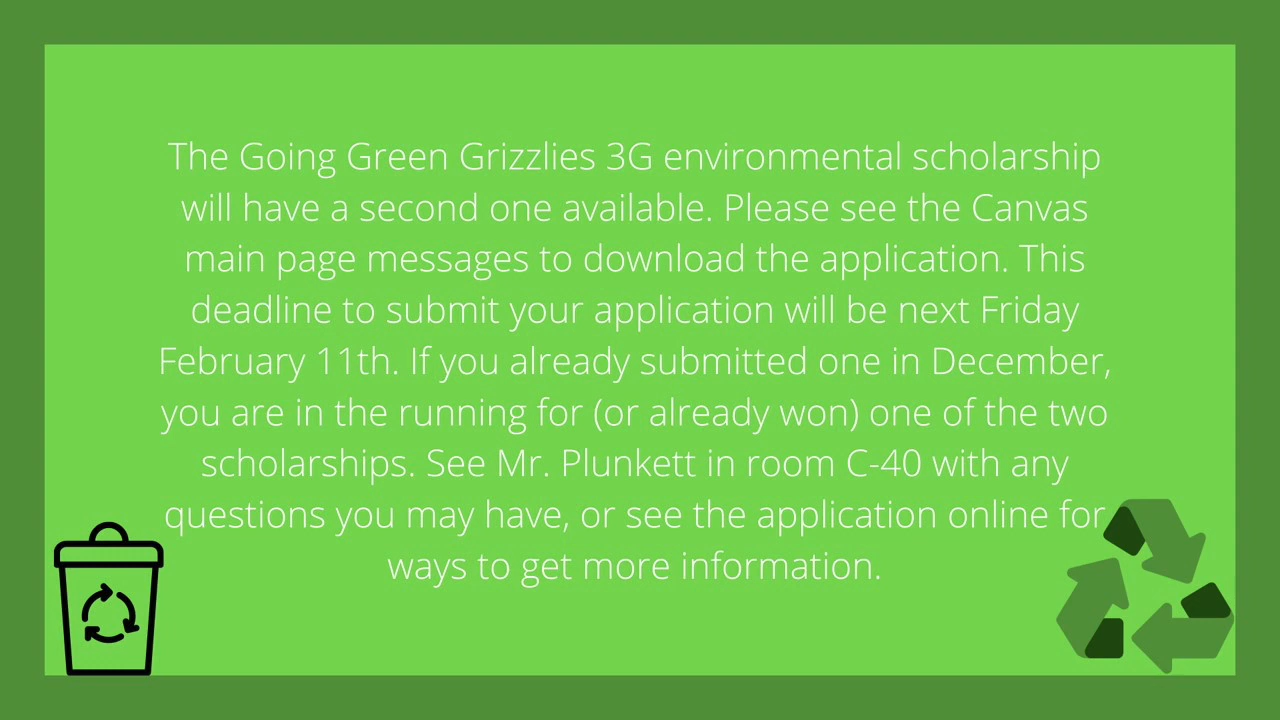 The Going Green Grizzlies 3G environmental scholarship
will have a second one available. Please see the Canvas
main page messages to download the application. This
deadline to submit your application will be next Friday
February 11th. If you already submitted one in December,
you are in the running for (or already won) one of the two
scholarships. See Mr. Plunkett in room C-40 with any
questions you may have, or see the application online for
ways to get more information.